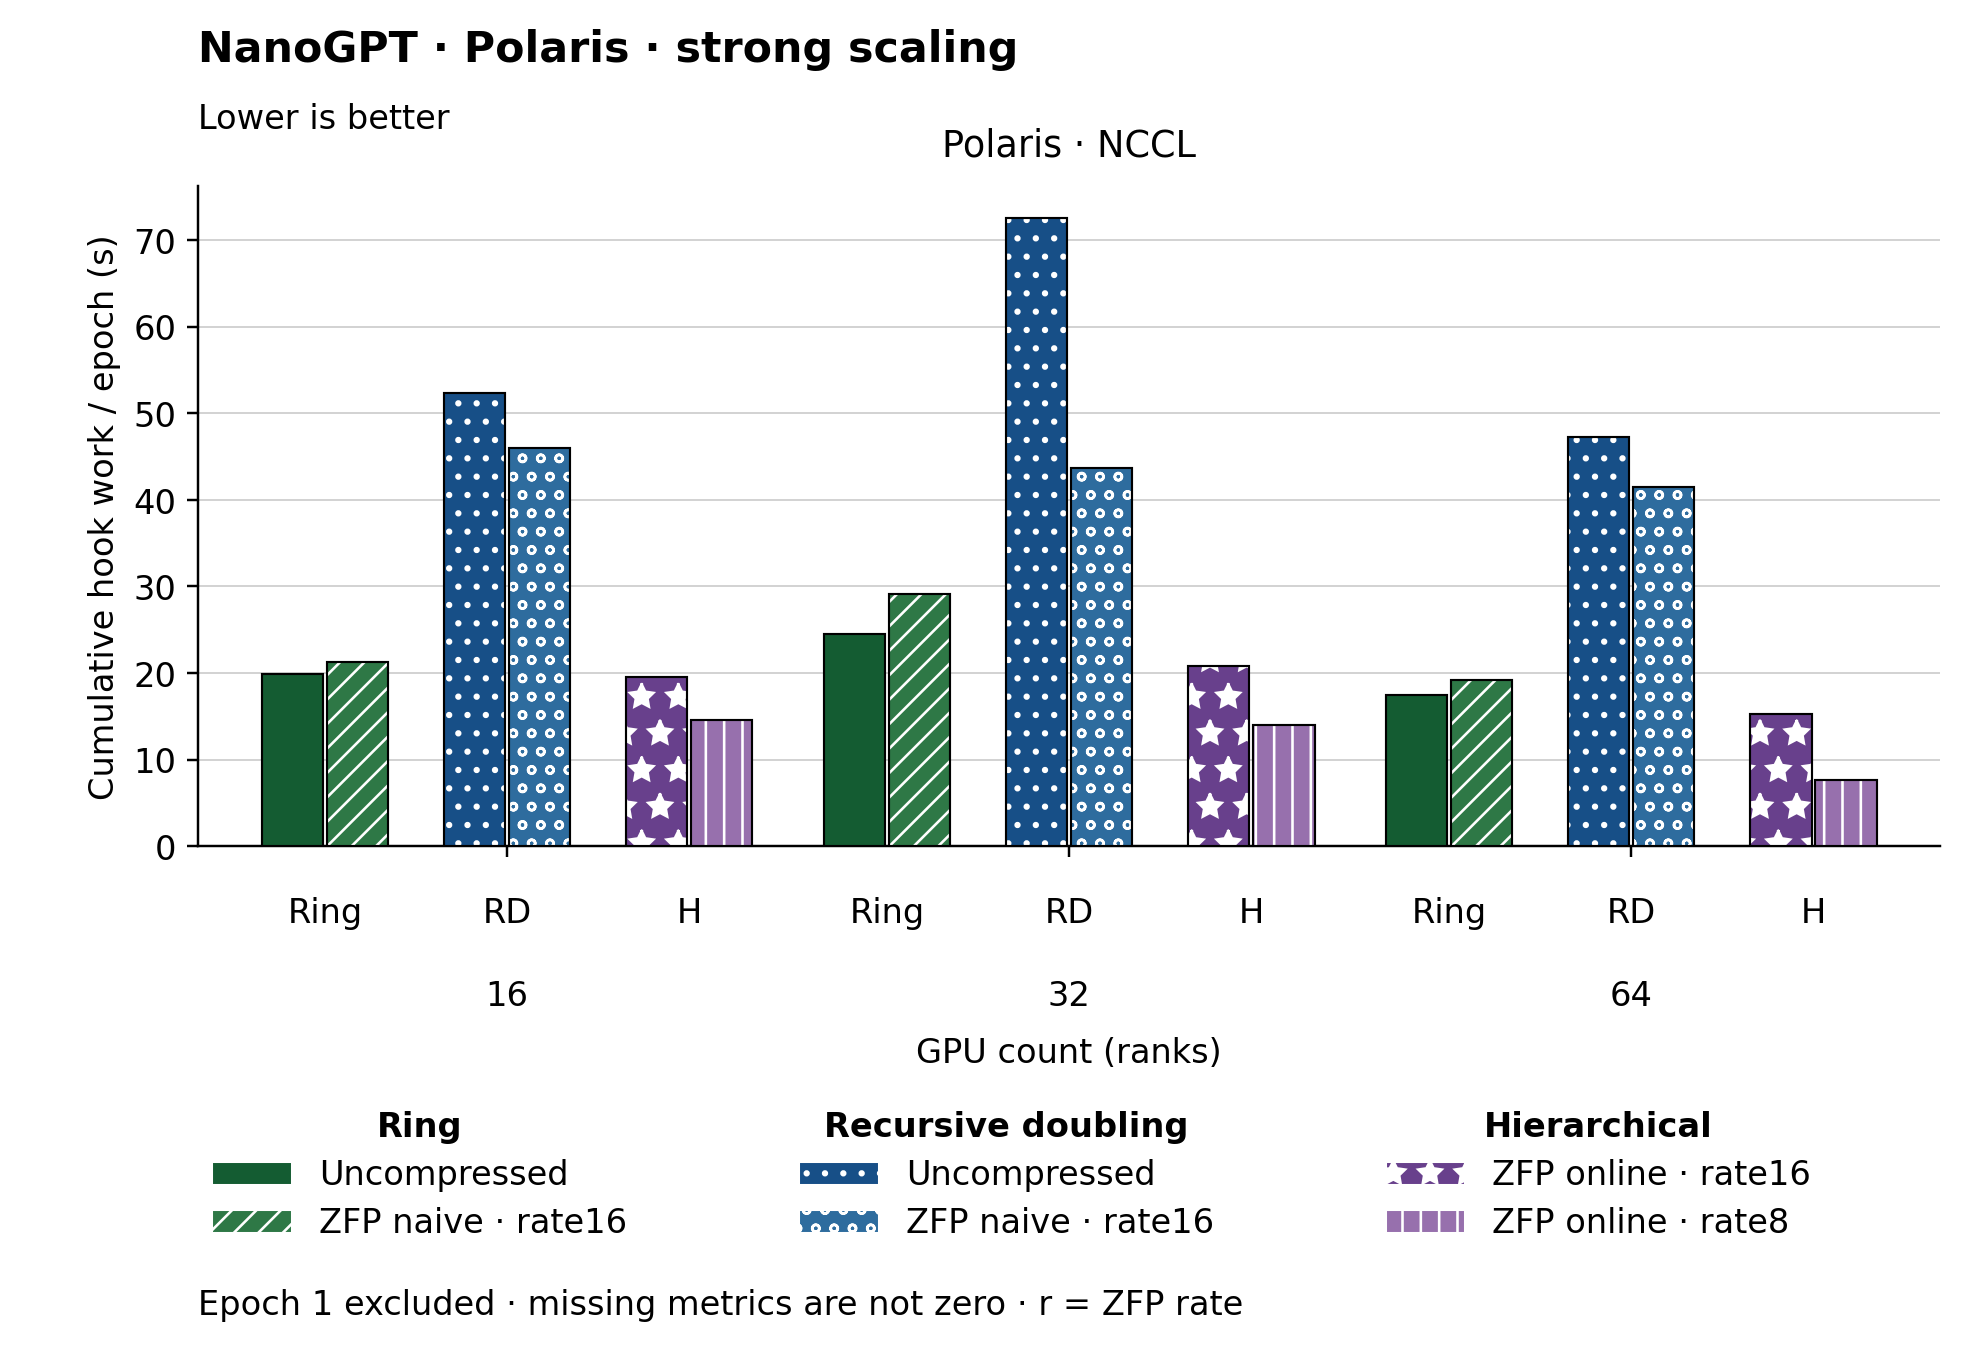 NanoGPT · Polaris · strong scaling
Lower is better
Polaris · NCCL
Cumulative hook work / epoch (s)
70
60
50
40
30
20
10
0
Ring RD H Ring RD H Ring RD H
16 32 64
GPU count (ranks)
Ring Recursive doubling Hierarchical
Uncompressed Uncompressed ZFP online · rate16
ZFP naive · rate16 ZFP naive · rate16 ZFP online · rate8
Epoch 1 excluded · missing metrics are not zero · r = ZFP rate